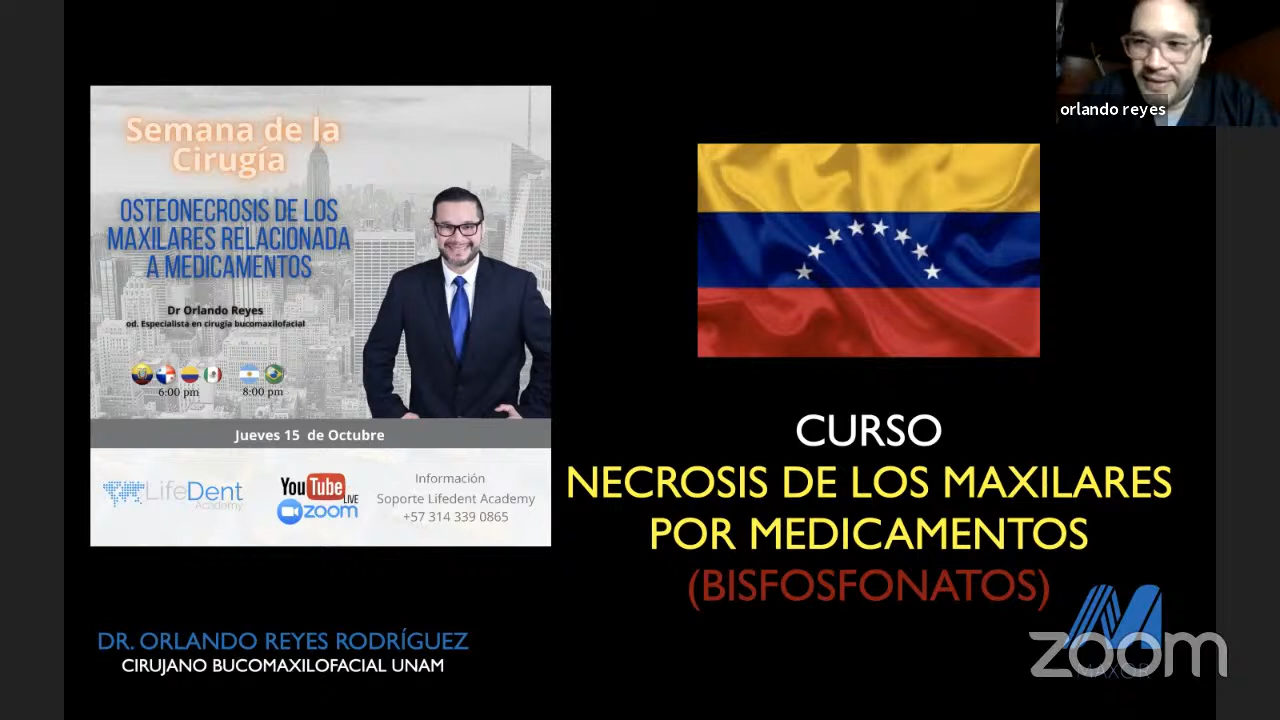 orlando reyes
Semana de la
Cirugía
OSTEONECROSIS DE LOS
MAXILARES RELACIONADA
A MEDICAMENTOS
Dr Orlando Reyes
od. Especialista en cirugía bucomaxilofacial
6:00 pm
8:00 pm
Jueves 15 de Octubre
LifeDent
Academy
YouTube
LIVE
zoom
Información
Soporte Lifedent Academy
+57 314 339 0865
CURSO
NECROSIS DE LOS MAXILARES
POR MEDICAMENTOS
(BISFOSFONATOS)
DR. ORLANDO REYES RODRÍGUEZ
CIRUJANO BUCOMAXILOFACIAL UNAM
zoom
MAXOR